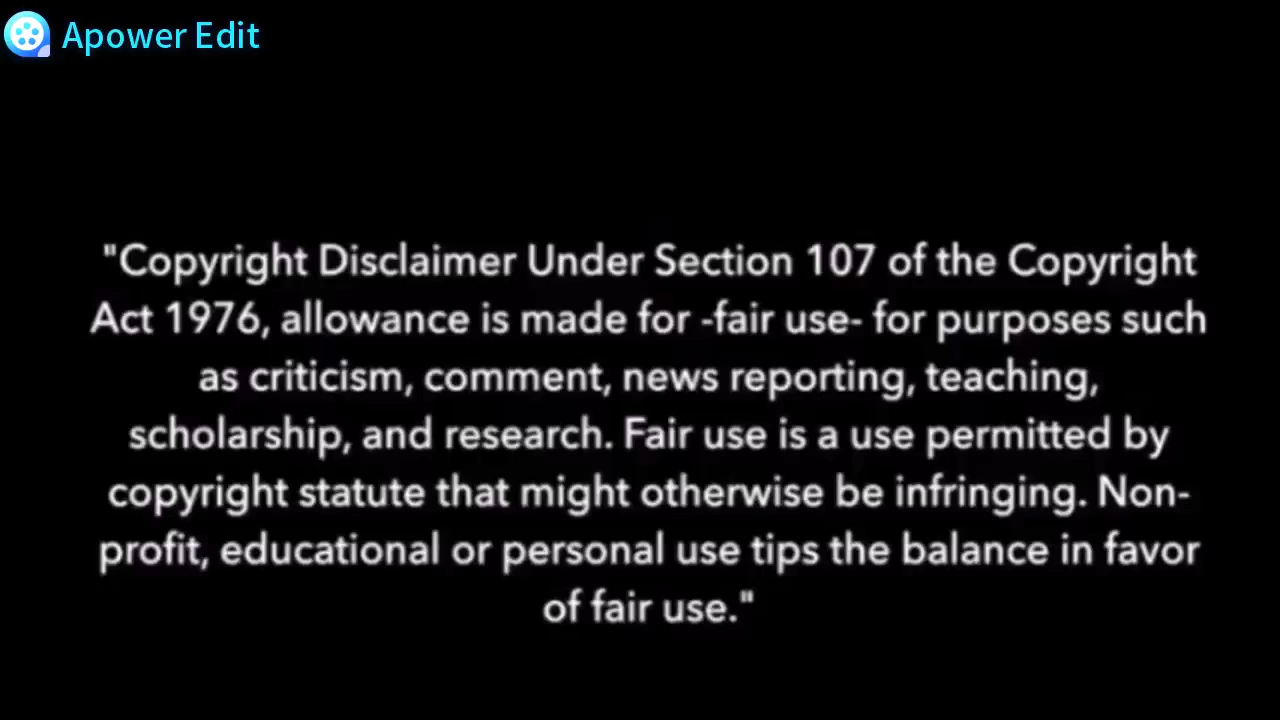 Apower Edit
"Copyright Disclaimer Under Section 107 of the Copyright
Act 1976, allowance is made for -fair use- for purposes such
as criticism, comment, news reporting, teaching,
scholarship, and research. Fair use is a use permitted by
copyright statute that might otherwise be infringing. Non-
profit, educational or personal use tips the balance in favor
of fair use."